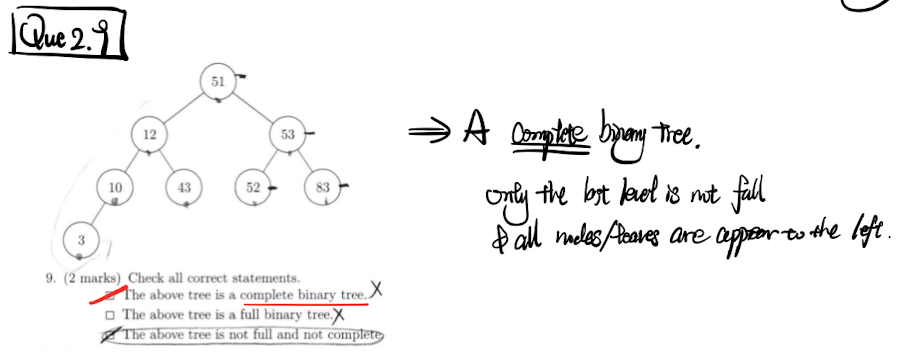 Que 2.9
51
12
53
10
43
52
83
3
⇒ A complete binary tree.
only the last level is not full
& all nodes/leaves are appear to the left.
9. (2 marks) Check all correct statements.
The above tree is a complete binary tree. X
The above tree is a full binary tree. X
The above tree is not full and not complete